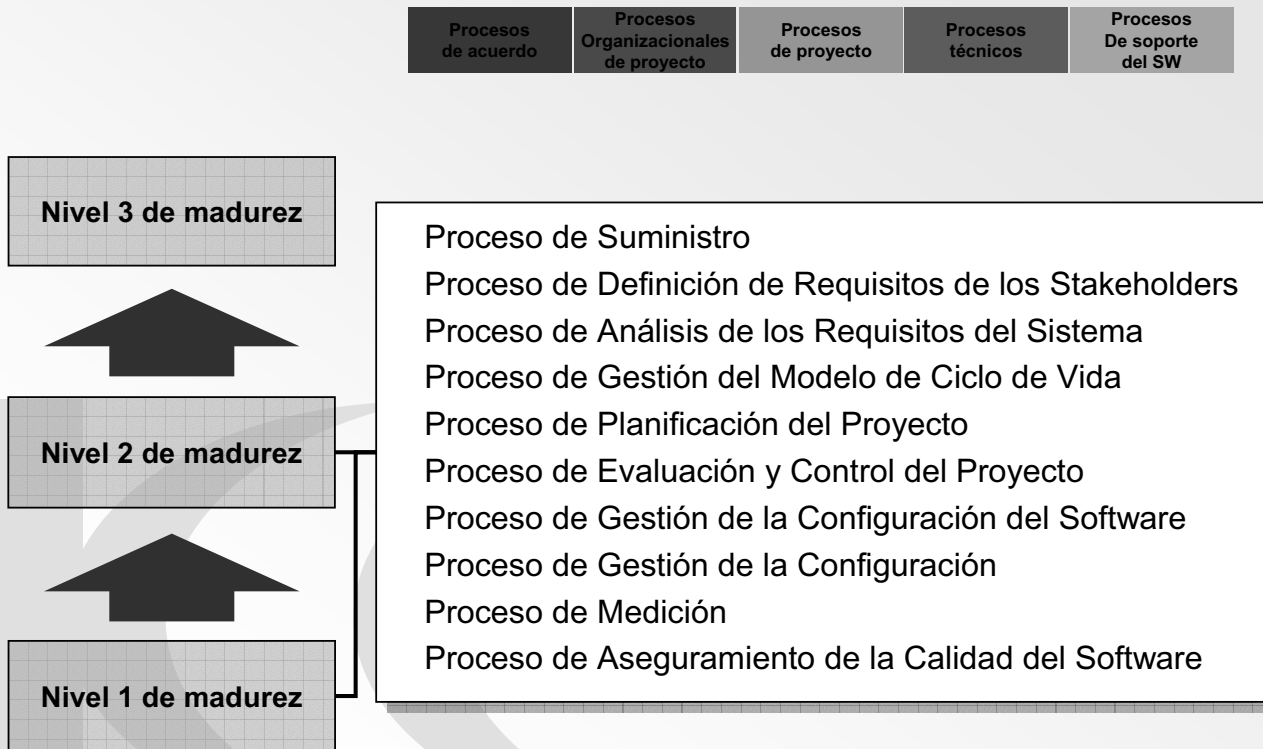 Procesos
de acuerdo
Procesos
Organizacionales
de proyecto
Procesos
de proyecto
Procesos
técnicos
Procesos
De soporte
del SW
Nivel 3 de madurez
Nivel 2 de madurez
Nivel 1 de madurez
Proceso de Suministro
Proceso de Definición de Requisitos de los Stakeholders
Proceso de Análisis de los Requisitos del Sistema
Proceso de Gestión del Modelo de Ciclo de Vida
Proceso de Planificación del Proyecto
Proceso de Evaluación y Control del Proyecto
Proceso de Gestión de la Configuración del Software
Proceso de Gestión de la Configuración
Proceso de Medición
Proceso de Aseguramiento de la Calidad del Software